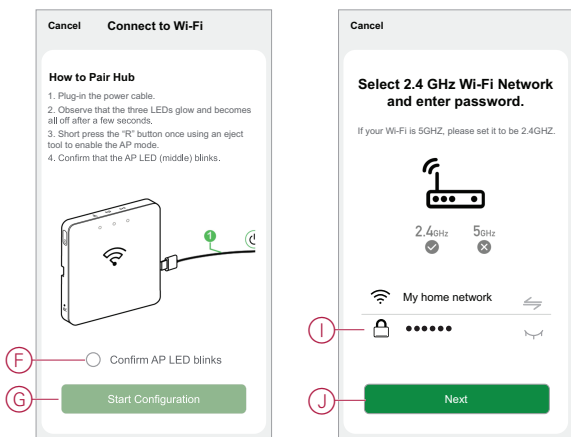 Cancel Connect to Wi-Fi
How to Pair Hub
1. Plug-in the power cable.
2. Observe that the three LEDs glow and becomes
all off after a few seconds.
3. Short press the “R” button once using an eject
tool to enable the AP mode.
4. Confirm that the AP LED (middle) blinks.
1
F
Confirm AP LED blinks
G
Start Configuration
Cancel
Select 2.4 GHz Wi-Fi Network
and enter password.
If your Wi-Fi is 5GHZ, please set it to be 2.4GHZ.
2.4GHz 5GHz
My home network
I
●●●●●●
J
Next